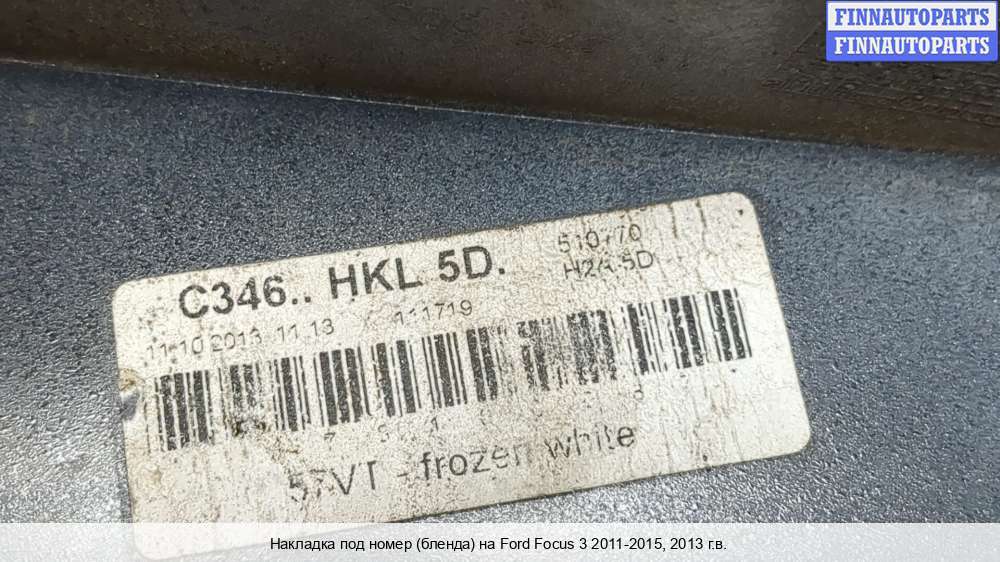 FINNAUTOPARTS
FINNAUTOPARTS
C346.. HKL 5D.
510770
H2A 5D
11.10.2013 11.13 111719
57VT - frozen white
Накладка под номер (бленда) на Ford Focus 3 2011-2015, 2013 г.в.